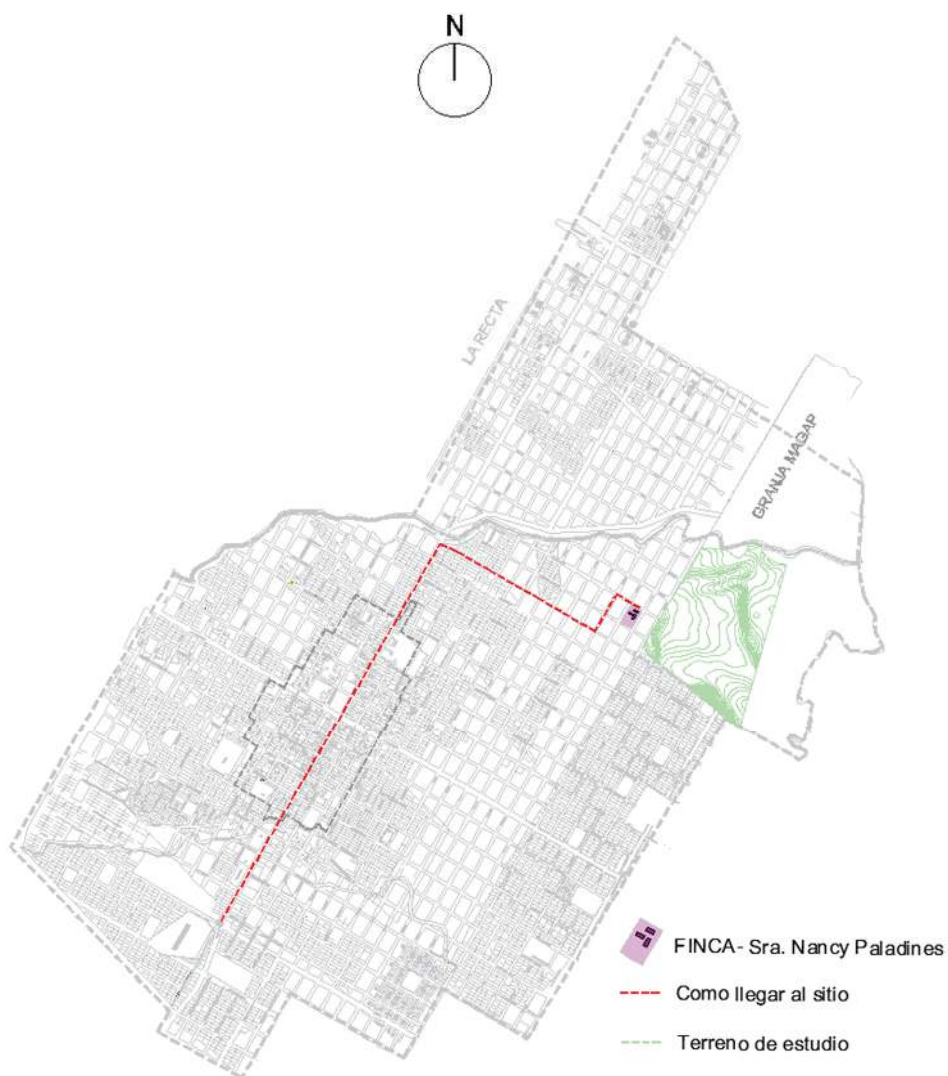 N
LA RECTA
GRANJA MAGAP
FINCA- Sra. Nancy Paladines
Como llegar al sitio
Terreno de estudio